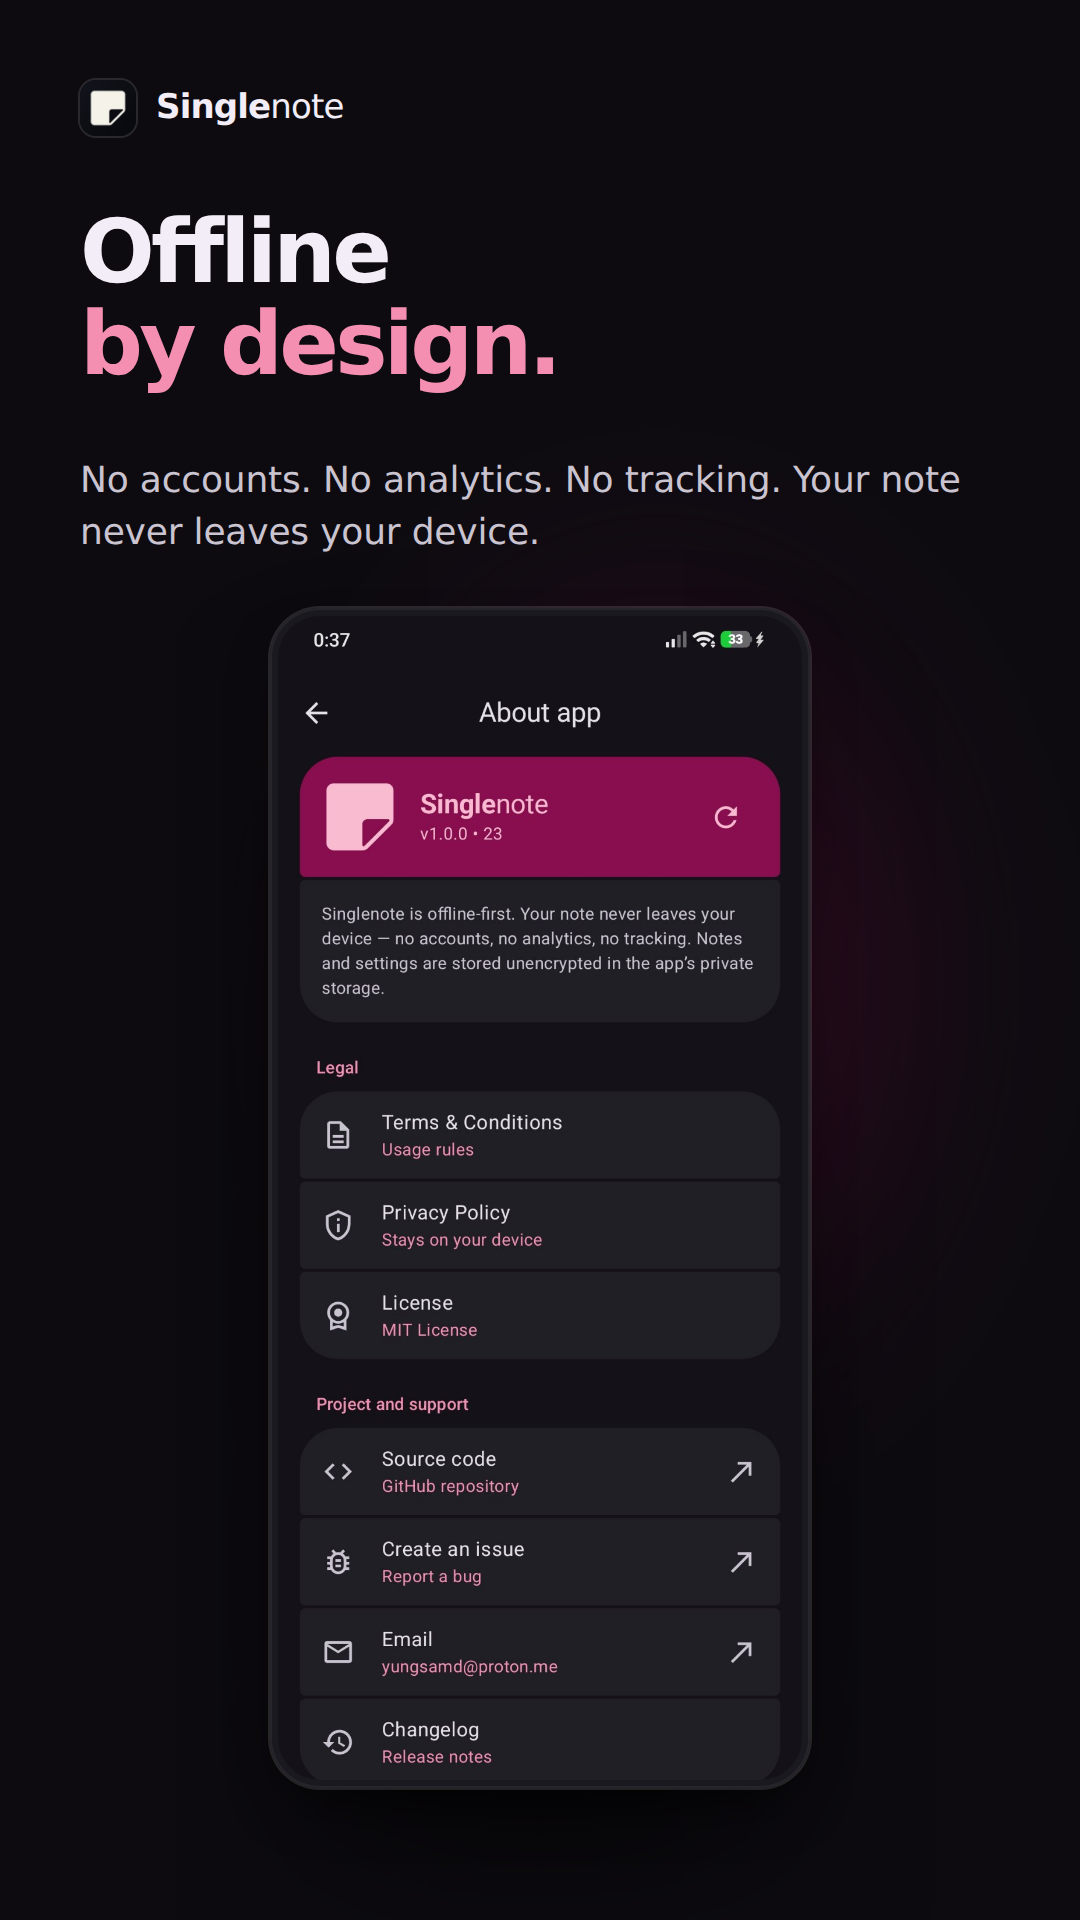 Singlenote
Offline
by design.
No accounts. No analytics. No tracking. Your note
never leaves your device.
0:37
33
About app
Singlenote
v1.0.0 • 23
Singlenote is offline-first. Your note never leaves your
device — no accounts, no analytics, no tracking. Notes
and settings are stored unencrypted in the app’s private
storage.
Legal
Terms & Conditions
Usage rules
Privacy Policy
Stays on your device
License
MIT License
Project and support
Source code
GitHub repository
Create an issue
Report a bug
Email
yungsamd@proton.me
Changelog
Release notes